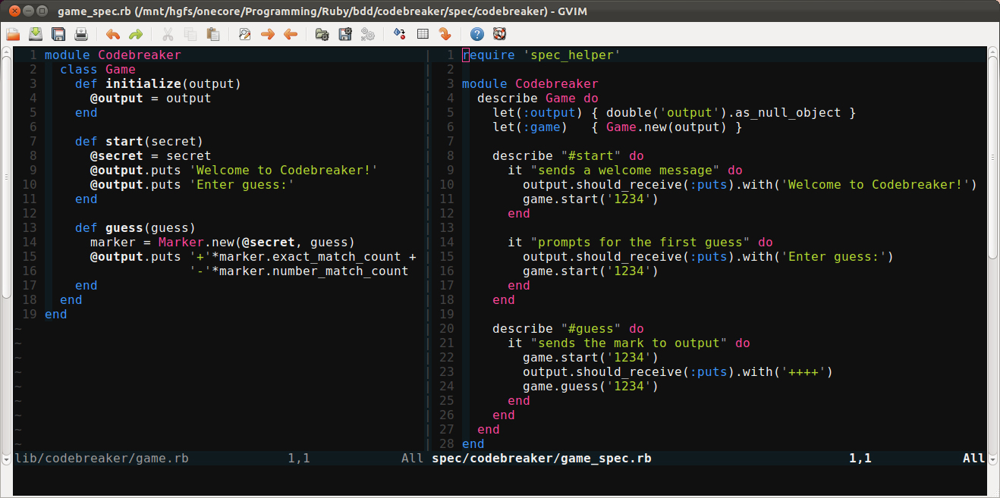 game_spec.rb (/mnt/hgfs/onecore/Programming/Ruby/bdd/codebreaker/spec/codebreaker) - GVIM
1 module Codebreaker
2   class Game
3     def initialize(output)
4       @output = output
5     end
6
7     def start(secret)
8       @secret = secret
9       @output.puts 'Welcome to Codebreaker!'
10       @output.puts 'Enter guess:'
11     end
12
13     def guess(guess)
14       marker = Marker.new(@secret, guess)
15       @output.puts '+'*marker.exact_match_count +
16                    '-'*marker.number_match_count
17     end
18   end
19 end
~
~
~
~
~
~
~
~
~
lib/codebreaker/game.rb 1,1 All
1 require 'spec_helper'
2
3 module Codebreaker
4   describe Game do
5     let(:output) { double('output').as_null_object }
6     let(:game)   { Game.new(output) }
7
8     describe "#start" do
9       it "sends a welcome message" do
10         output.should_receive(:puts).with('Welcome to Codebreaker!')
11         game.start('1234')
12       end
13
14       it "prompts for the first guess" do
15         output.should_receive(:puts).with('Enter guess:')
16         game.start('1234')
17       end
18     end
19
20     describe "#guess" do
21       it "sends the mark to output" do
22         game.start('1234')
23         output.should_receive(:puts).with('++++')
24         game.guess('1234')
25       end
26     end
27   end
28 end
spec/codebreaker/game_spec.rb 1,1 All